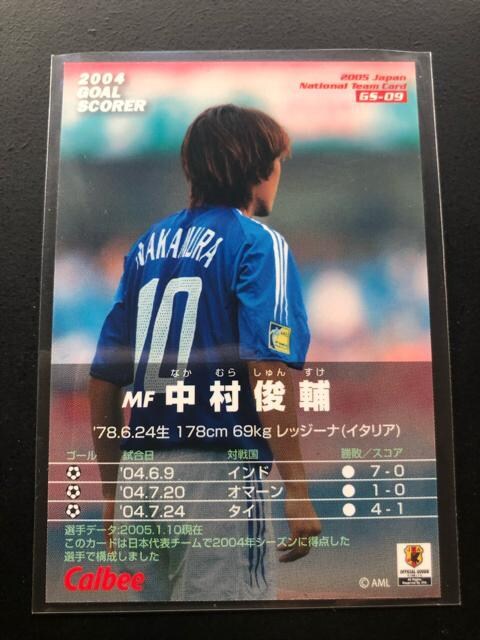 2004
GOAL
SCORER
2005 Japan
National Team Card
GS-09
NAKAMURA
10
なか むら しゅん すけ
MF 中村俊輔
'78.6.24生 178cm 69kg レッジーナ(イタリア)
ゴール 試合日 対戦国 勝敗/スコア
'04.6.9 インド ● 7-0
'04.7.20 オマーン ● 1-0
'04.7.24 タイ ● 4-1
選手データ:2005.1.10現在
このカードは日本代表チームで2004年シーズンに得点した
選手で構成しました
Calbee
©AML
OFFICIAL GOODS